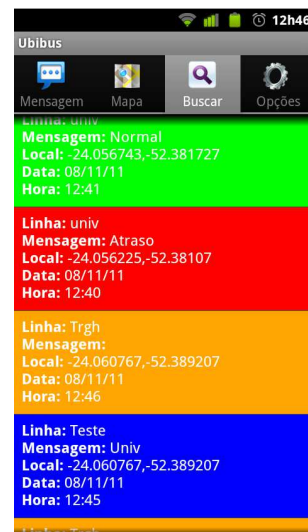 12h46
Ubibus
Mensagem Mapa Buscar Opções
Linha: univ
Mensagem: Normal
Local: -24.056743,-52.381727
Data: 08/11/11
Hora: 12:41
Linha: univ
Mensagem: Atraso
Local: -24.056225,-52.38107
Data: 08/11/11
Hora: 12:40
Linha: Trgh
Mensagem:
Local: -24.060767,-52.389207
Data: 08/11/11
Hora: 12:46
Linha: Teste
Mensagem: Univ
Local: -24.060767,-52.389207
Data: 08/11/11
Hora: 12:45